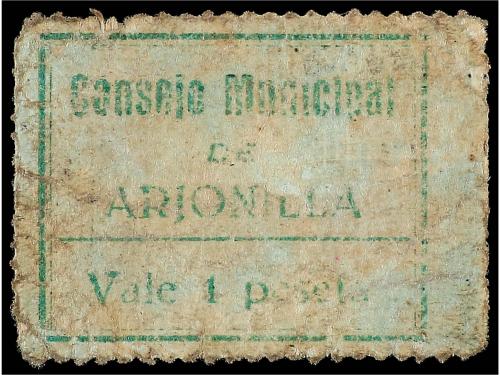 Consejo Municipal
DE
ARJONILLA
Vale 1 peseta